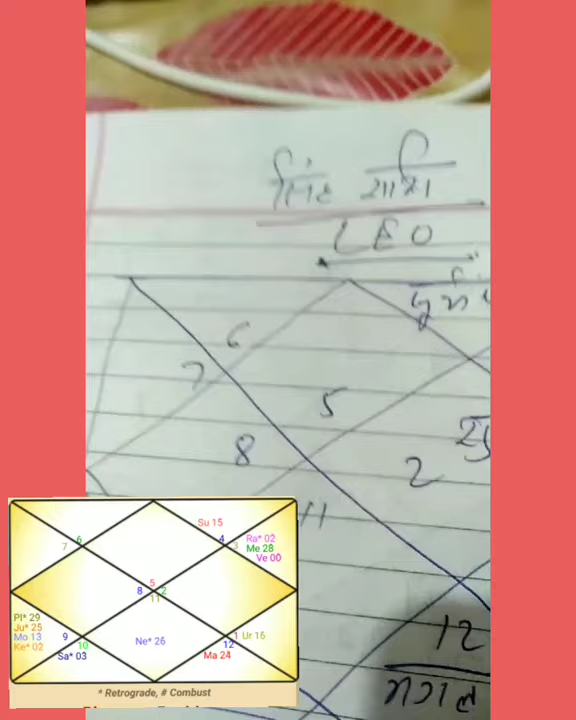 सिंह राशि
LEO
6
7
5
8
2
11
12
Su 15
6
7
4
3
Ra* 02
Me 28
Ve 00
5
8
2
11
Pl* 29
Ju* 25
Mo 13
Ke* 02
9
10
Sa* 03
Ne* 26
1
Ur 16
12
Ma 24
* Retrograde, # Combust